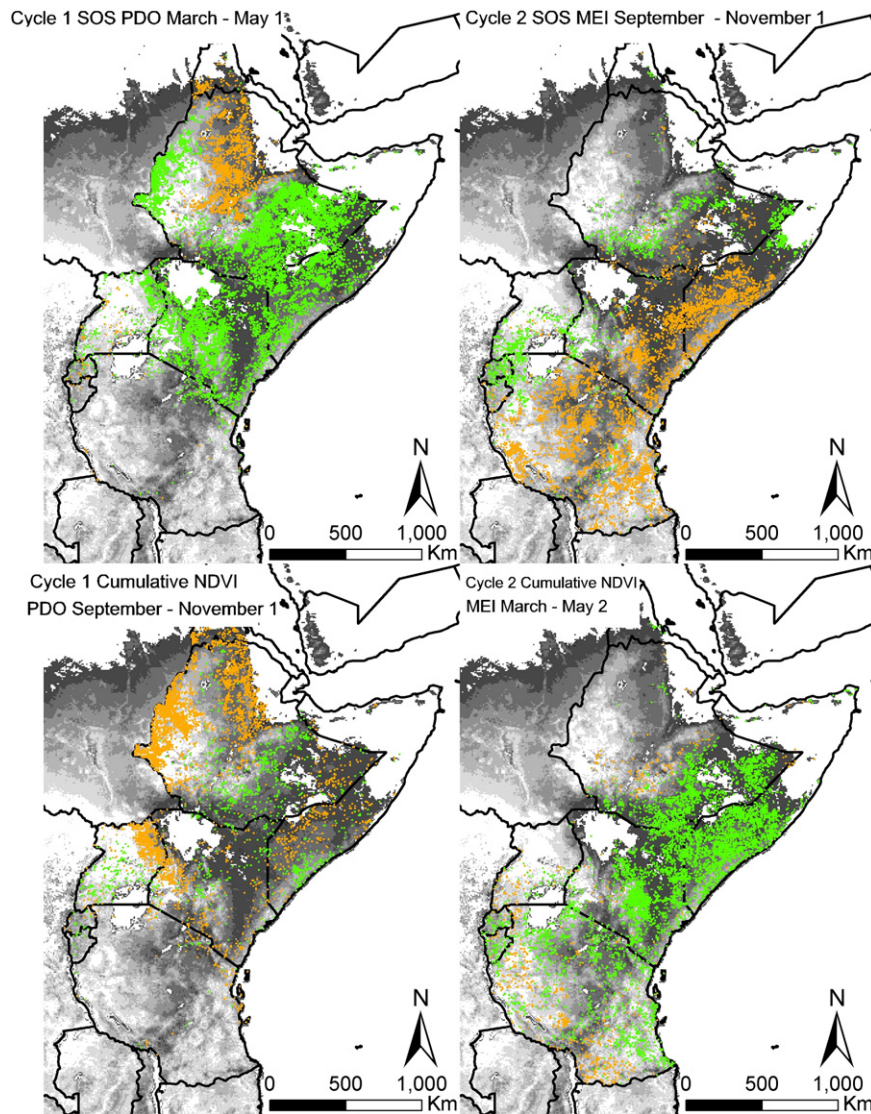 Cycle 1 SOS PDO March - May 1
N
0 500 1,000
Km
Cycle 2 SOS MEI September - November 1
N
0 500 1,000
Km
Cycle 1 Cumulative NDVI
PDO September - November 1
N
0 500 1,000
Km
Cycle 2 Cumulative NDVI
MEI March - May 2
N
0 500 1,000
Km